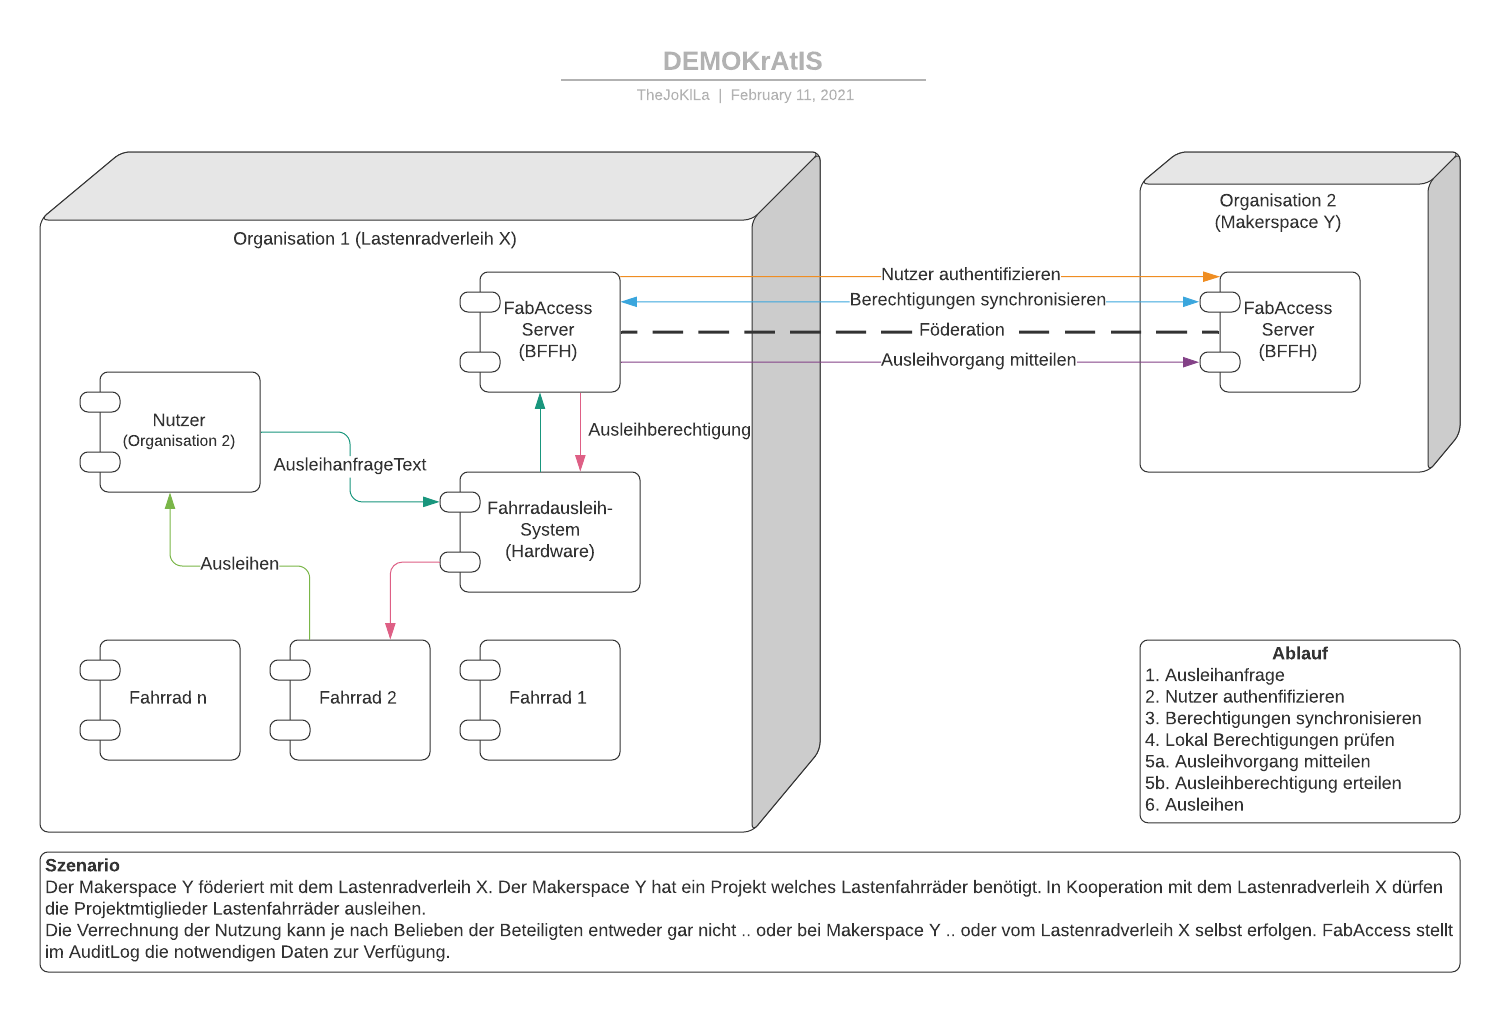 DEMOKrAtIS
TheJoKlLa | February 11, 2021
Organisation 1 (Lastenradverleih X)
Organisation 2
(Makerspace Y)
FabAccess
Server
(BFFH)
Nutzer authentifizieren
Berechtigungen synchronisieren
Föderation
Ausleihvorgang mitteilen
FabAccess
Server
(BFFH)
Nutzer
(Organisation 2)
AusleihanfrageText
Ausleihberechtigung
Fahrradausleih-
System
(Hardware)
Ausleihen
Fahrrad n
Fahrrad 2
Fahrrad 1
Ablauf
1. Ausleihanfrage
2. Nutzer authenfifizieren
3. Berechtigungen synchronisieren
4. Lokal Berechtigungen prüfen
5a. Ausleihvorgang mitteilen
5b. Ausleihberechtigung erteilen
6. Ausleihen
Szenario
Der Makerspace Y föderiert mit dem Lastenradverleih X. Der Makerspace Y hat ein Projekt welches Lastenfahrräder benötigt. In Kooperation mit dem Lastenradverleih X dürfen
die Projektmtiglieder Lastenfahrräder ausleihen.
Die Verrechnung der Nutzung kann je nach Belieben der Beteiligten entweder gar nicht .. oder bei Makerspace Y .. oder vom Lastenradverleih X selbst erfolgen. FabAccess stellt
im AuditLog die notwendigen Daten zur Verfügung.